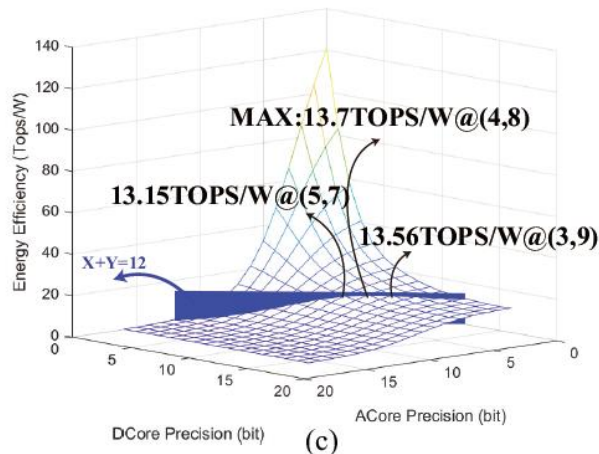 140
120
100
80
60
40
20
0
Energy Efficiency (Tops/W)
MAX:13.7TOPS/W@(4,8)
13.15TOPS/W@(5,7)
13.56TOPS/W@(3,9)
X+Y=12
0
5
10
15
20
DCore Precision (bit)
20
15
10
5
0
ACore Precision (bit)
(c)